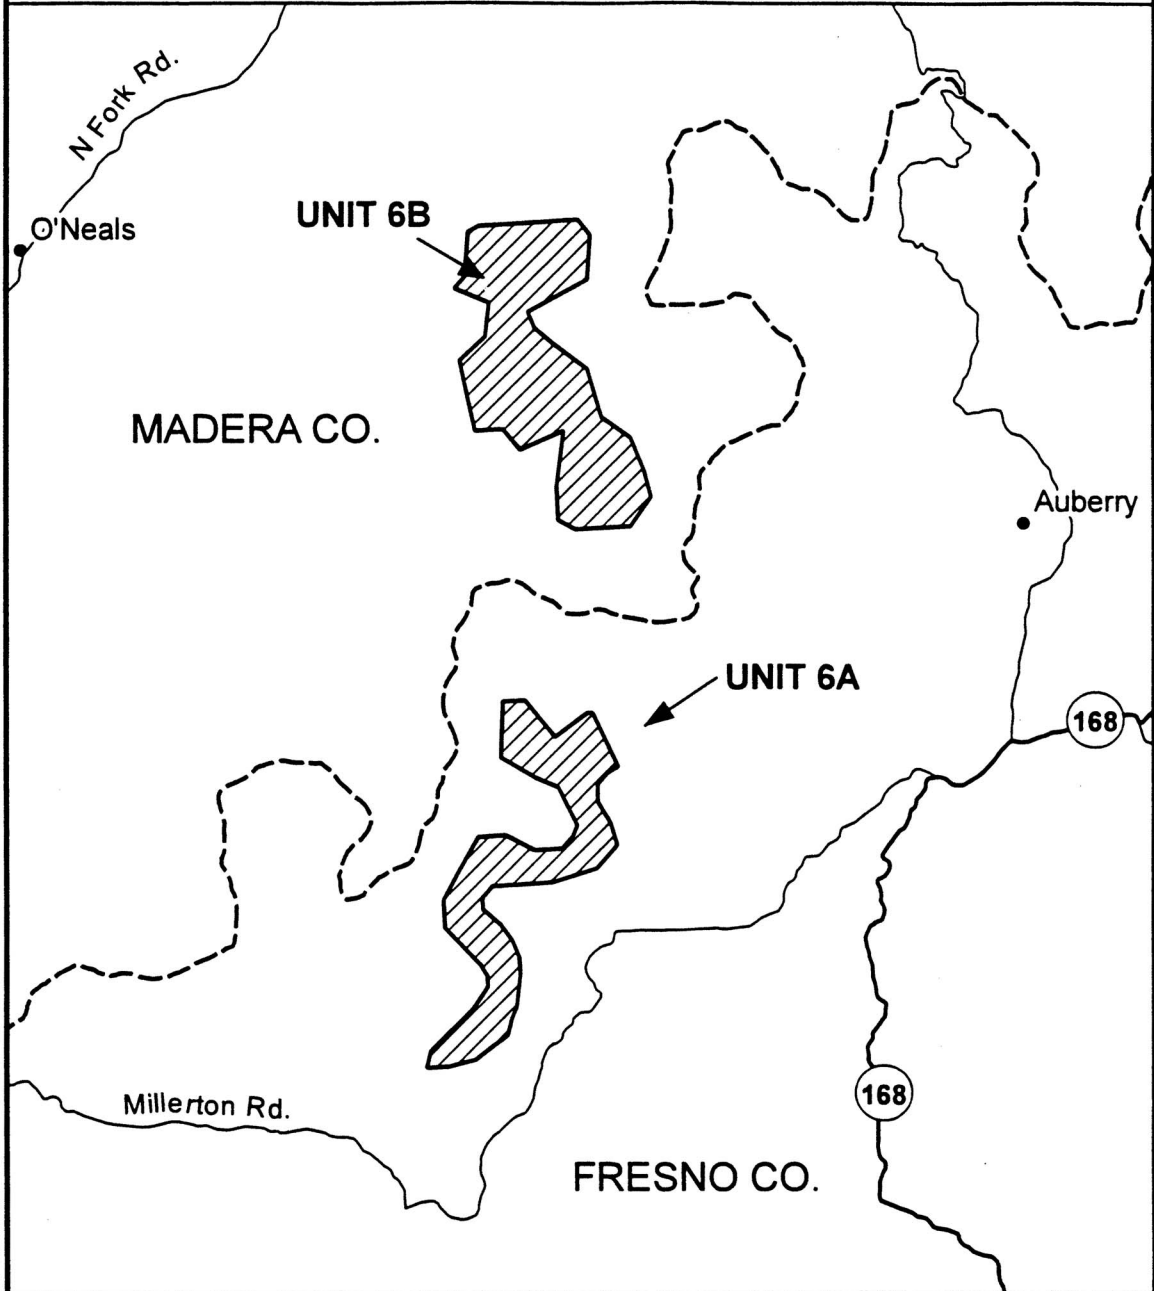 N Fork Rd.
O'Neals
UNIT 6B
MADERA CO.
Auberry
UNIT 6A
168
168
Millerton Rd.
FRESNO CO.